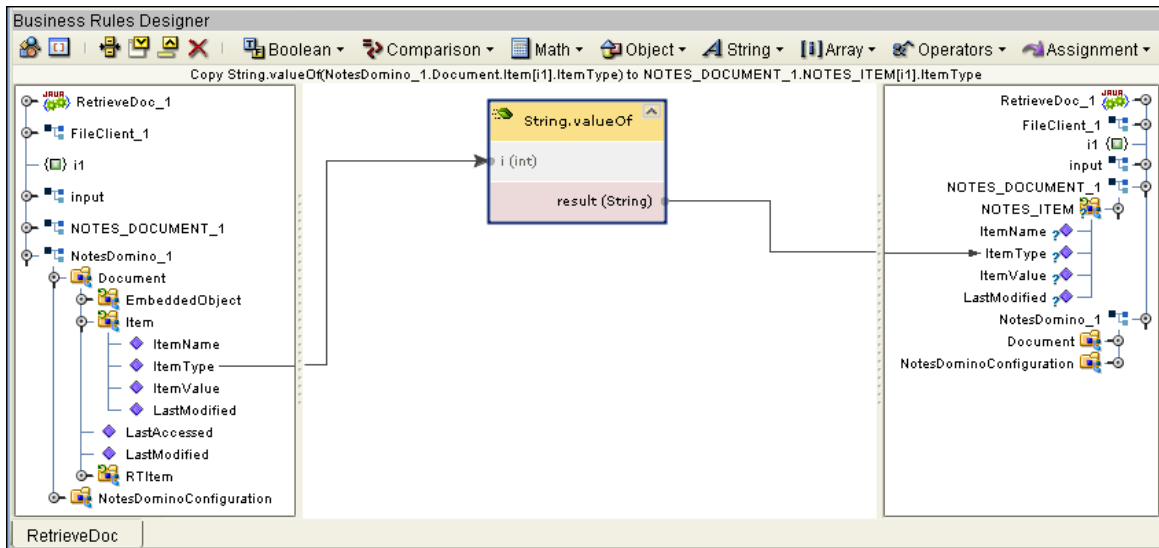 Business Rules Designer
Boolean Comparison Math Object String Array Operators Assignment
Copy String.valueOf(NotesDomino_1.Document.Item[i1].ItemType) to NOTES_DOCUMENT_1.NOTES_ITEM[i1].ItemType
JAVA
RetrieveDoc_1
FileClient_1
{} i1
input
NOTES_DOCUMENT_1
NotesDomino_1
Document
EmbeddedObject
Item
ItemName
ItemType
ItemValue
LastModified
LastAccessed
LastModified
RTItem
NotesDominoConfiguration
String.valueOf
i (int)
result (String)
RetrieveDoc_1
JAVA
FileClient_1
i1 {}
input
NOTES_DOCUMENT_1
NOTES_ITEM
ItemName ?
ItemType ?
ItemValue ?
LastModified ?
NotesDomino_1
Document
NotesDominoConfiguration
RetrieveDoc